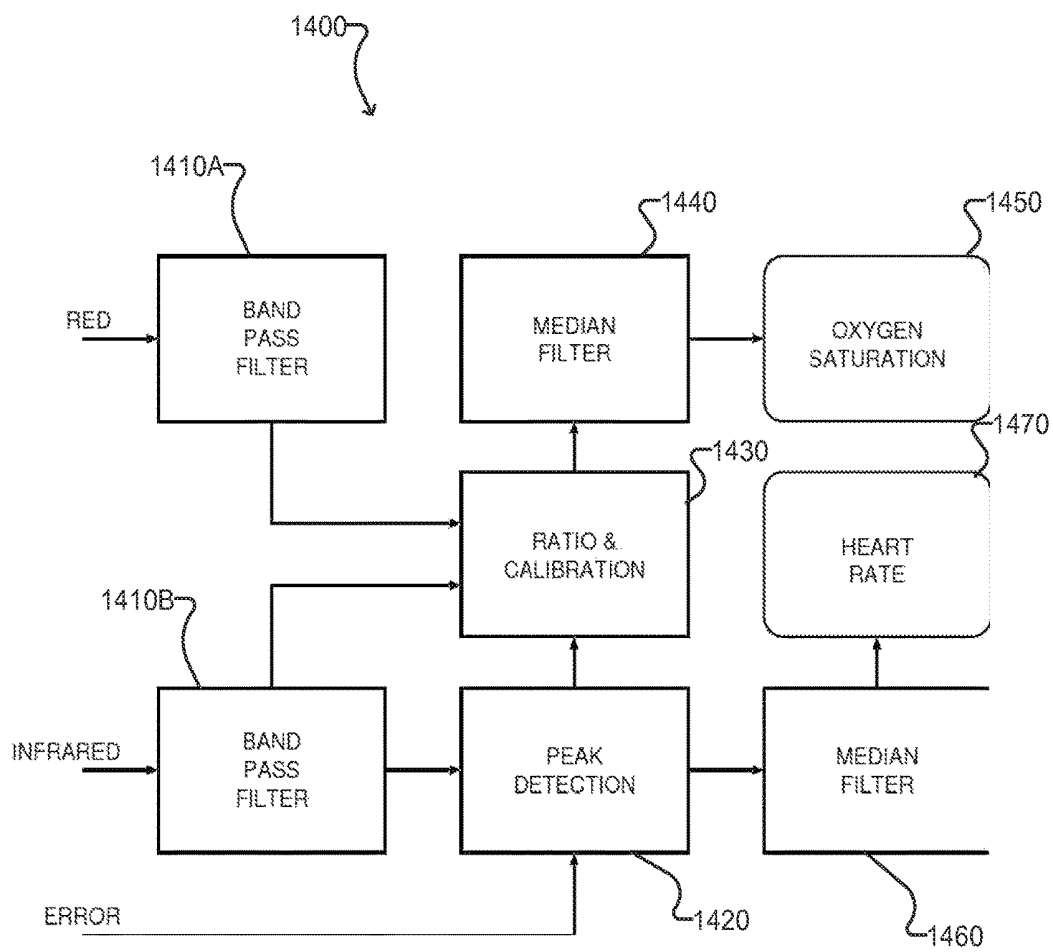 1400
1410A
1440
1450
RED
BAND
PASS
FILTER
MEDIAN
FILTER
OXYGEN
SATURATION
1430
1470
RATIO &
CALIBRATION
HEART
RATE
1410B
INFRARED
BAND
PASS
FILTER
PEAK
DETECTION
MEDIAN
FILTER
ERROR
1420
1460